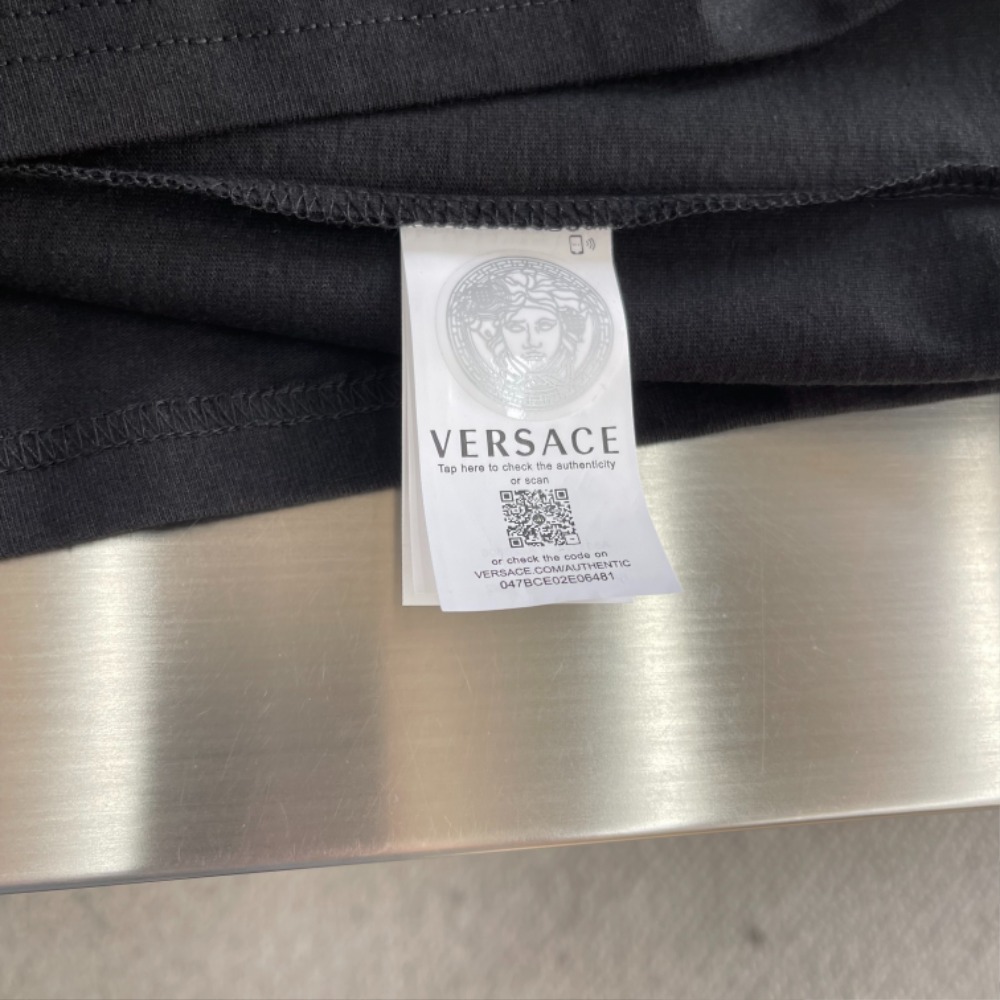 VERSACE
Tap here to check the authenticity
or scan
or check the code on
VERSACE.COM/AUTHENTIC
047BCE02E06481